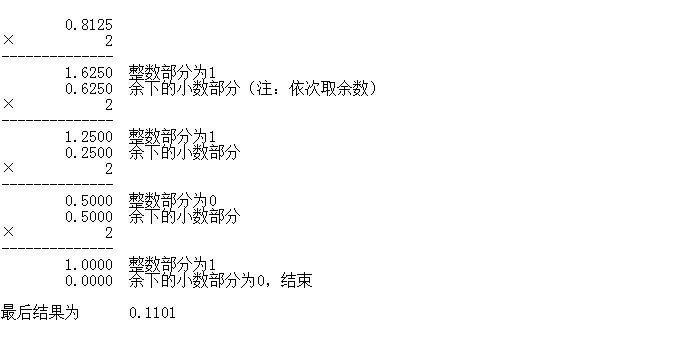 0.8125
× 2
--------------
1.6250 整数部分为1
0.6250 余下的小数部分（注：依次取余数）
× 2
--------------
1.2500 整数部分为1
0.2500 余下的小数部分
× 2
--------------
0.5000 整数部分为0
0.5000 余下的小数部分
× 2
--------------
1.0000 整数部分为1
0.0000 余下的小数部分为0，结束
最后结果为 0.1101